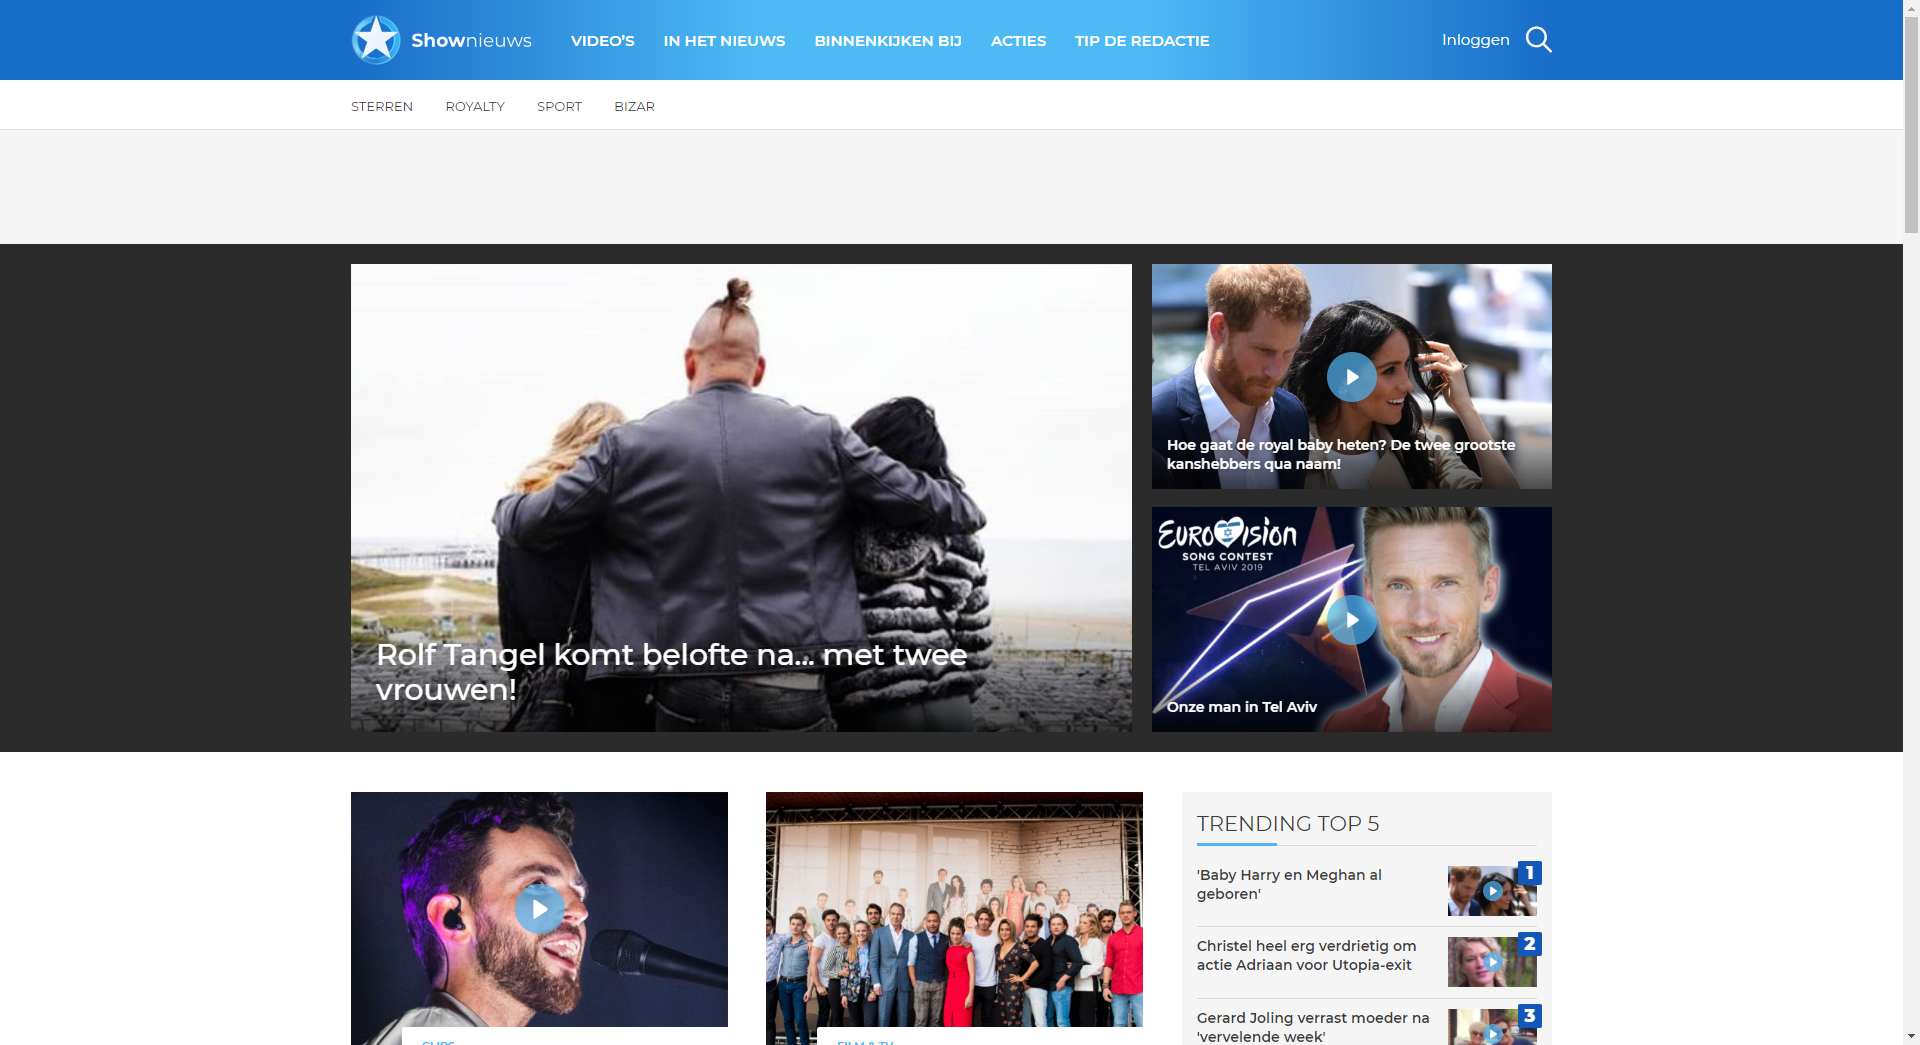 Shownieuws
VIDEO'S
IN HET NIEUWS
BINNENKIJKEN BIJ
ACTIES
TIP DE REDACTIE
Inloggen
STERREN
ROYALTY
SPORT
BIZAR
Rolf Tangel komt belofte na... met twee
vrouwen!
Hoe gaat de royal baby heten? De twee grootste
kanshebbers qua naam!
EUROVISION
SONG CONTEST
TEL AVIV 2019
Onze man in Tel Aviv
TRENDING TOP 5
'Baby Harry en Meghan al
geboren'
1
Christel heel erg verdrietig om
actie Adriaan voor Utopia-exit
2
Gerard Joling verrast moeder na
'vervelende week'
3
CLIPS
FILM & TV